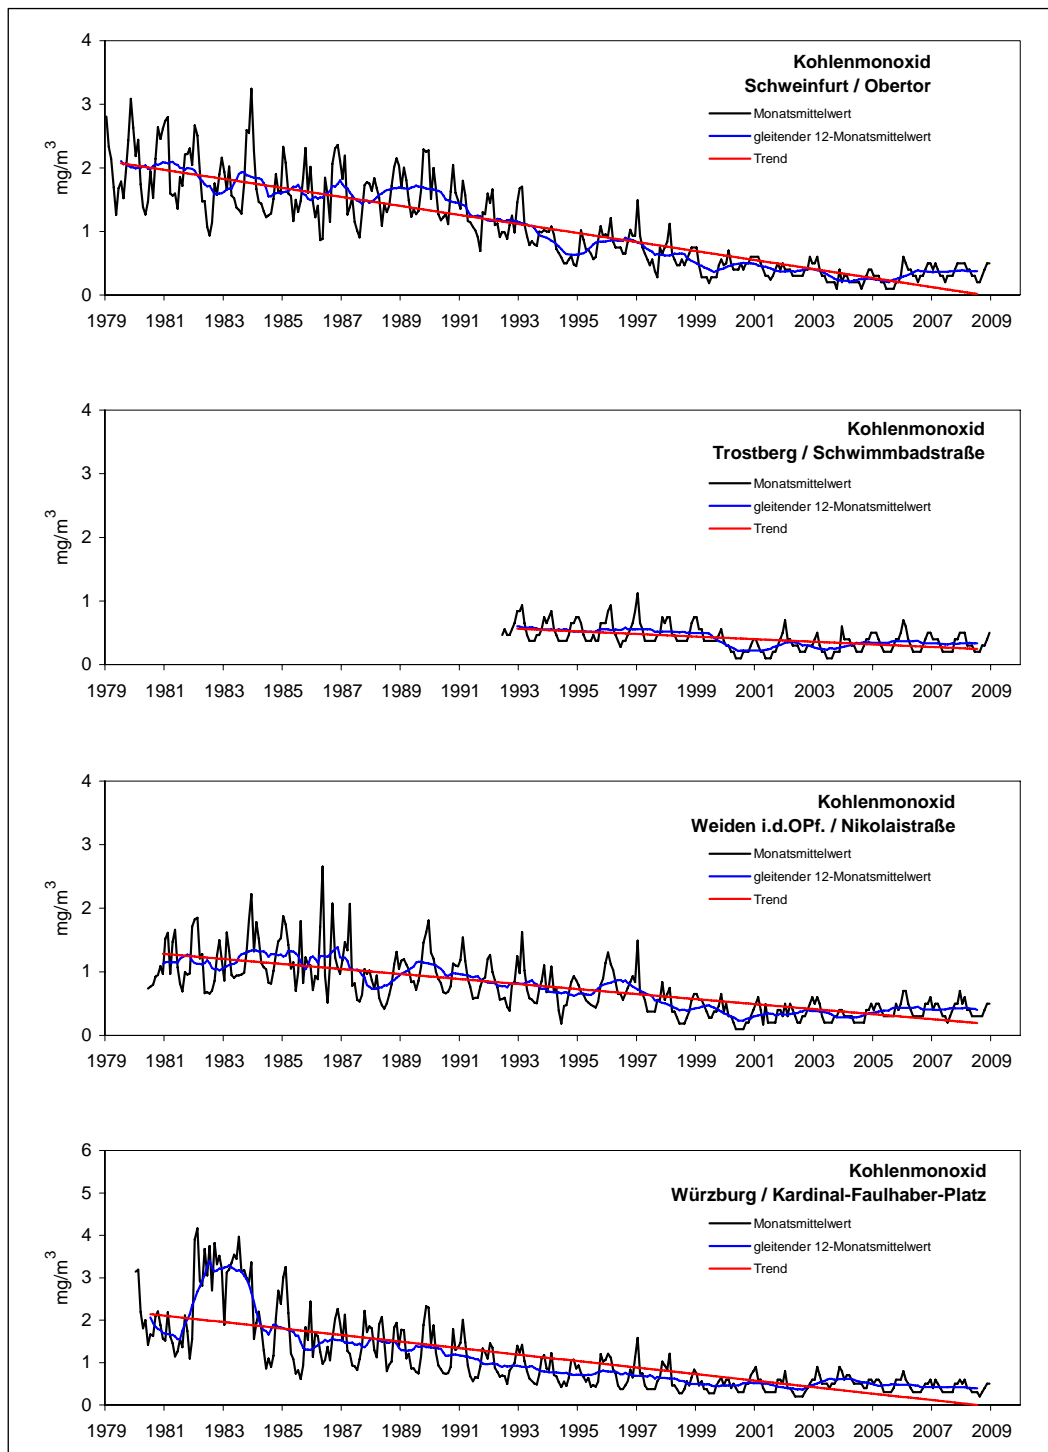 Kohlenmonoxid
Schweinfurt / Obertor
Monatsmittelwert
gleitender 12-Monatsmittelwert
Trend
mg/m³
4
3
2
1
0
1979 1981 1983 1985 1987 1989 1991 1993 1995 1997 1999 2001 2003 2005 2007 2009
Kohlenmonoxid
Trostberg / Schwimmbadstraße
Monatsmittelwert
gleitender 12-Monatsmittelwert
Trend
mg/m³
4
3
2
1
0
1979 1981 1983 1985 1987 1989 1991 1993 1995 1997 1999 2001 2003 2005 2007 2009
Kohlenmonoxid
Weiden i.d.OPf. / Nikolaistraße
Monatsmittelwert
gleitender 12-Monatsmittelwert
Trend
mg/m³
4
3
2
1
0
1979 1981 1983 1985 1987 1989 1991 1993 1995 1997 1999 2001 2003 2005 2007 2009
Kohlenmonoxid
Würzburg / Kardinal-Faulhaber-Platz
Monatsmittelwert
gleitender 12-Monatsmittelwert
Trend
mg/m³
6
5
4
3
2
1
0
1979 1981 1983 1985 1987 1989 1991 1993 1995 1997 1999 2001 2003 2005 2007 2009